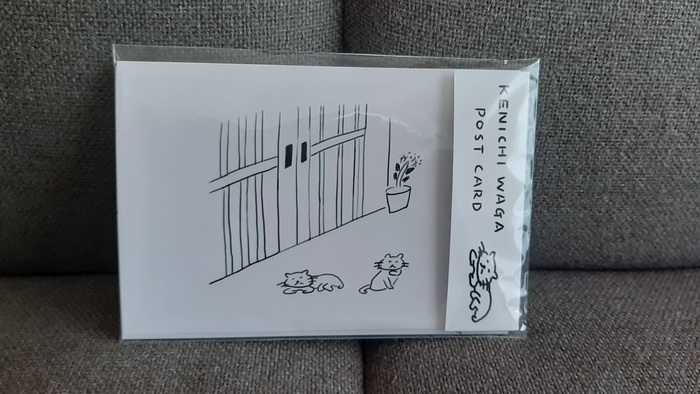 KENICHI WAGA
POST CARD